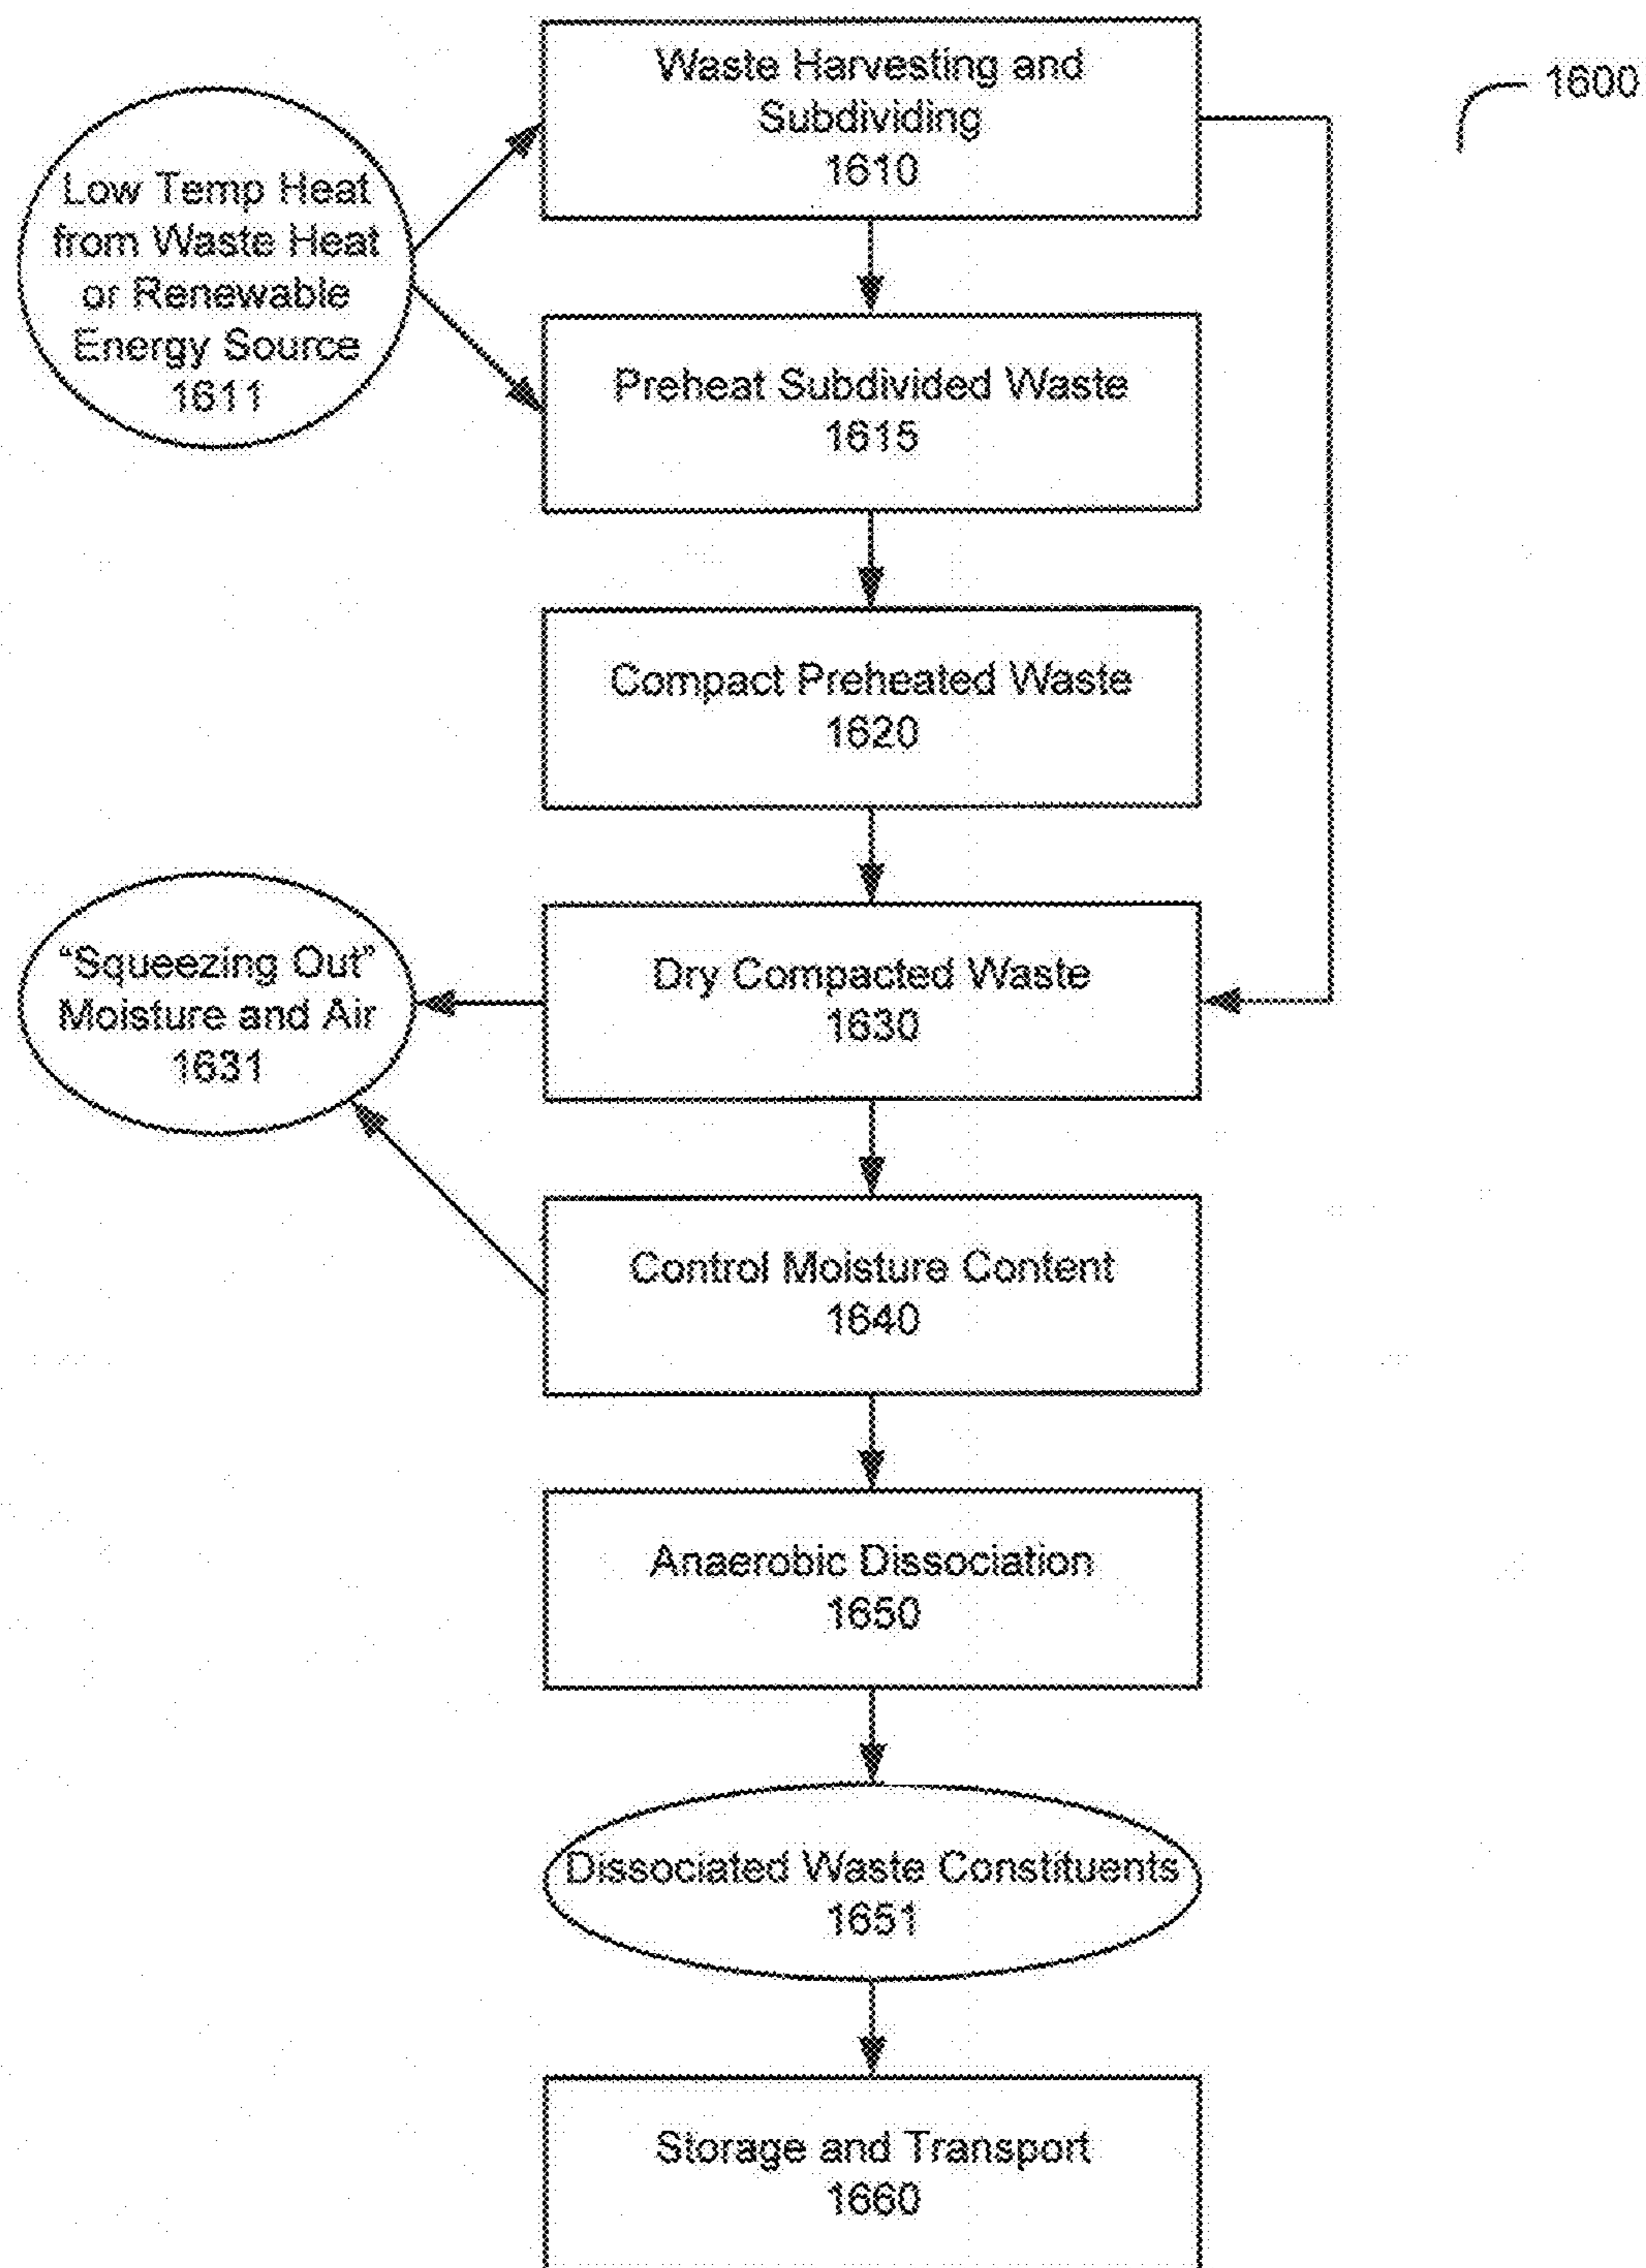 Waste Harvesting and
Subdividing
1610
1600
Low Temp Heat
from Waste Heat
or Renewable
Energy Source
1611
Preheat Subdivided Waste
1615
Compact Preheated Waste
1620
"Squeezing Out"
Moisture and Air
1631
Dry Compacted Waste
1630
Control Moisture Content
1640
Anaerobic Dissociation
1650
Dissociated Waste Constituents
1651
Storage and Transport
1660